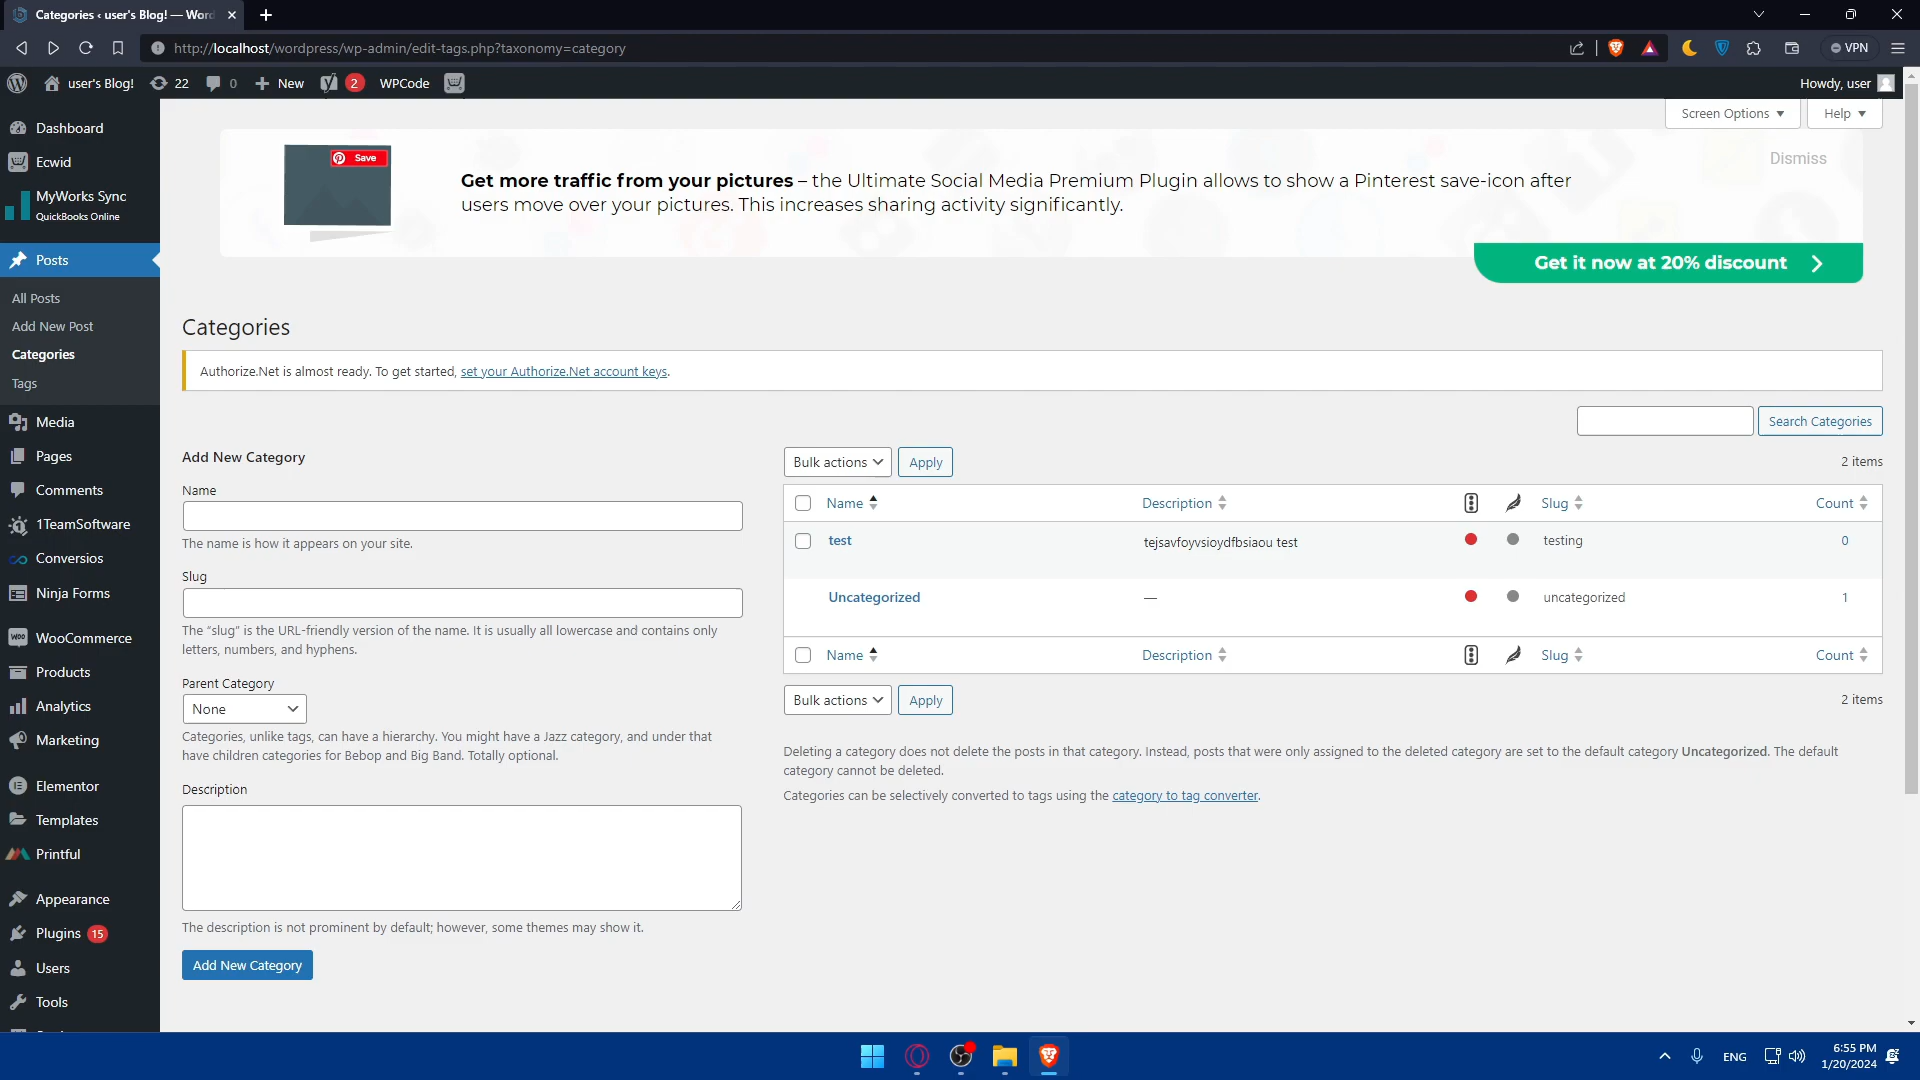 Categories ‹ user's Blog! — Wor
http://localhost/wordpress/wp-admin/edit-tags.php?taxonomy=category
VPN
user's Blog!
22
0
New
2
WPCode
Howdy, user
Screen Options
Help
Dashboard
Ecwid
MyWorks Sync
QuickBooks Online
Posts
All Posts
Add New Post
Categories
Tags
Media
Pages
Comments
1TeamSoftware
Conversios
Ninja Forms
WooCommerce
Products
Analytics
Marketing
Elementor
Templates
Printful
Appearance
Plugins 15
Users
Tools
Save
Get more traffic from your pictures – the Ultimate Social Media Premium Plugin allows to show a Pinterest save-icon after
users move over your pictures. This increases sharing activity significantly.
Dismiss
Get it now at 20% discount
Categories
Authorize.Net is almost ready. To get started, set your Authorize.Net account keys.
Search Categories
Add New Category
Name
The name is how it appears on your site.
Slug
The “slug” is the URL-friendly version of the name. It is usually all lowercase and contains only
letters, numbers, and hyphens.
Parent Category
None
Categories, unlike tags, can have a hierarchy. You might have a Jazz category, and under that
have children categories for Bebop and Big Band. Totally optional.
Description
The description is not prominent by default; however, some themes may show it.
Add New Category
Bulk actions
Apply
2 items
Name
Description
Slug
Count
test
tejsavfoyvsioydfbsiaou test
testing
0
Uncategorized
—
uncategorized
1
Name
Description
Slug
Count
Bulk actions
Apply
2 items
Deleting a category does not delete the posts in that category. Instead, posts that were only assigned to the deleted category are set to the default category Uncategorized. The default
category cannot be deleted.
Categories can be selectively converted to tags using the category to tag converter.
ENG
6:55 PM
1/20/2024